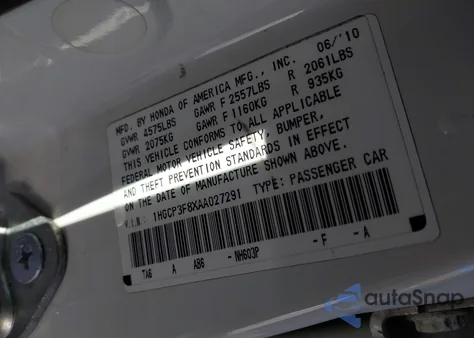 MFD. BY HONDA OF AMERICA MFG., INC. 06/'10
GVWR 4575LBS GAWR F 2557LBS R 2061LBS
GVWR 2075KG GAWR F 1160KG R 935KG
THIS VEHICLE CONFORMS TO ALL APPLICABLE
FEDERAL MOTOR VEHICLE SAFETY, BUMPER,
AND THEFT PREVENTION STANDARDS IN EFFECT
ON THE DATE OF MANUFACTURE SHOWN ABOVE.
V.I.N.: 1HGCP3F8XAA027291 TYPE: PASSENGER CAR
TA6 A AB6 - NH603P -F -A
autoSnap